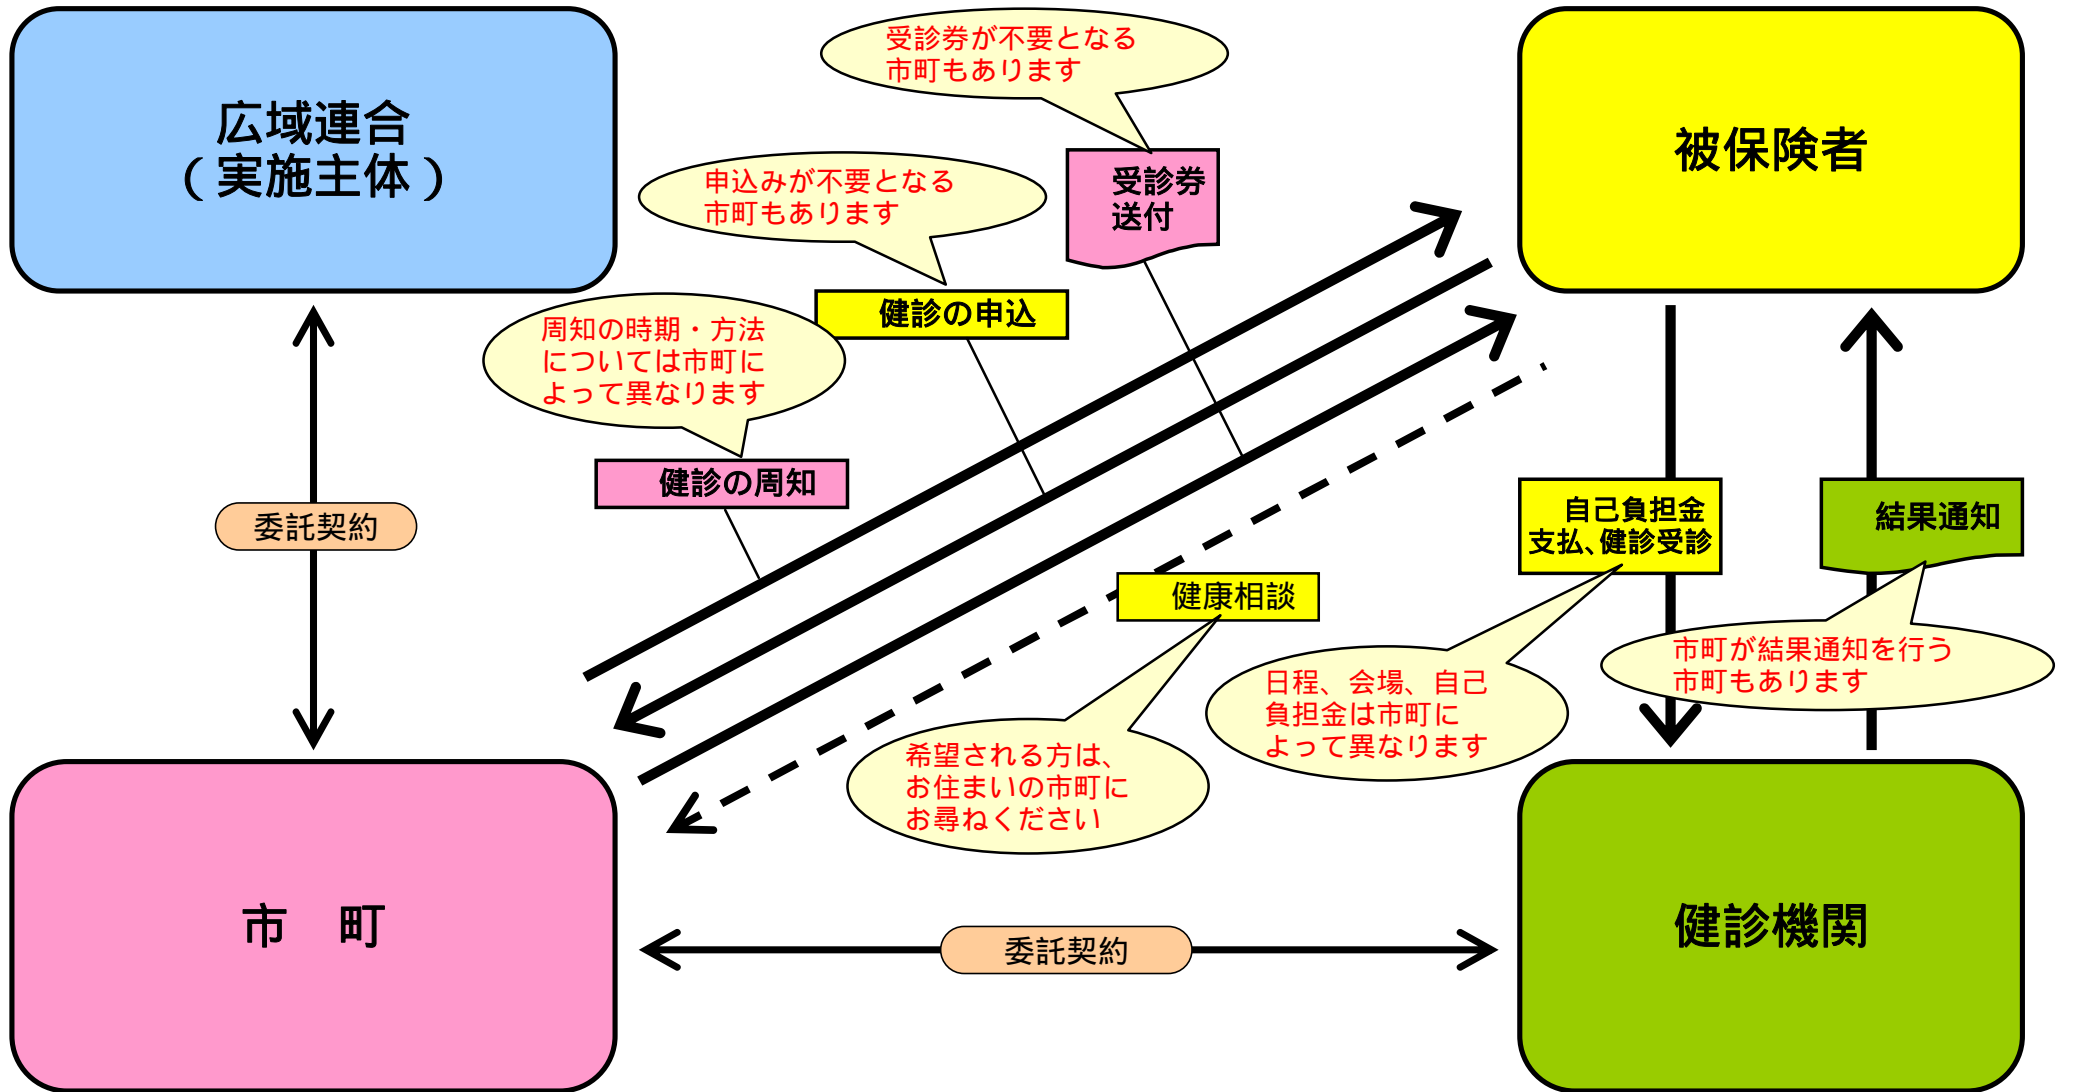 広域連合
（実施主体）
受診券が不要となる
市町もあります
被保険者
申込みが不要となる
市町もあります
受診券
送付
健診の申込
周知の時期・方法
については市町に
よって異なります
健診の周知
委託契約
自己負担金
支払、健診受診
結果通知
健康相談
市町が結果通知を行う
市町もあります
日程、会場、自己
負担金は市町に
よって異なります
希望される方は、
お住まいの市町に
お尋ねください
市　町
委託契約
健診機関